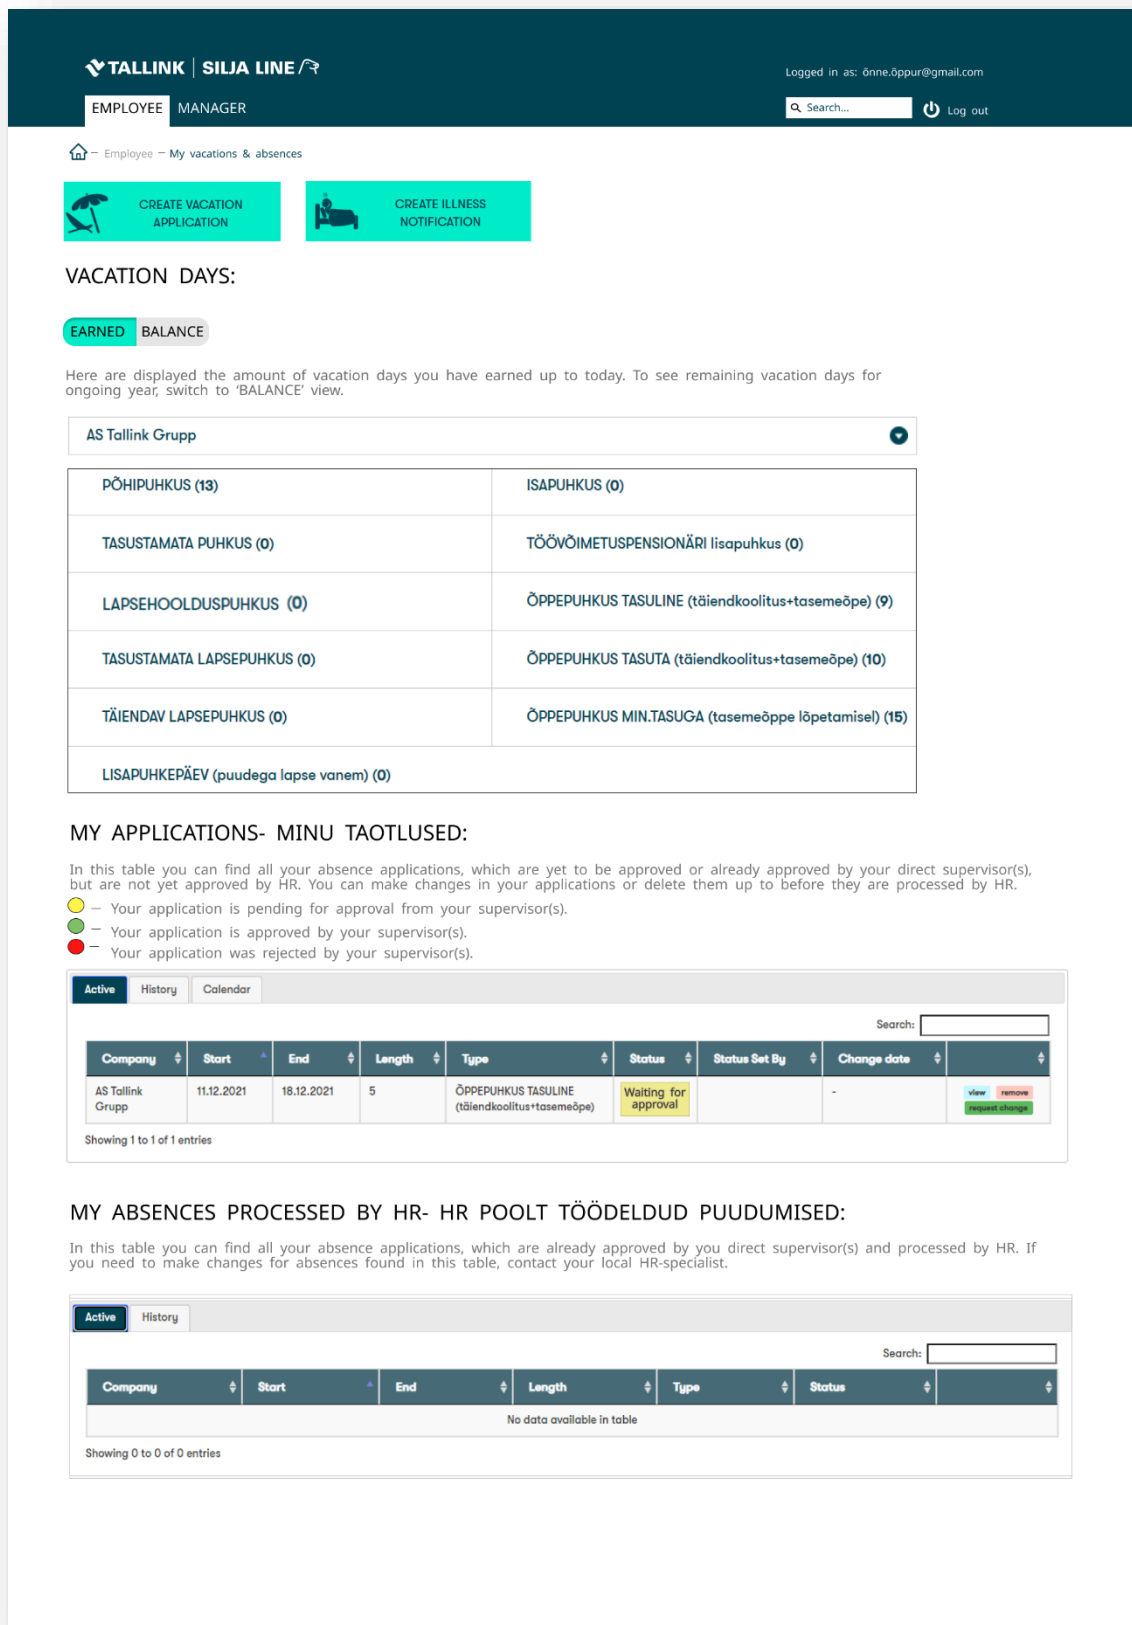 TALLINK | SILJA LINE
Logged in as: õnne.õppur@gmail.com
EMPLOYEE MANAGER
Search...
Log out
– Employee – My vacations & absences
CREATE VACATION
APPLICATION
CREATE ILLNESS
NOTIFICATION
VACATION DAYS:
EARNED BALANCE
Here are displayed the amount of vacation days you have earned up to today. To see remaining vacation days for
ongoing year, switch to ‘BALANCE’ view.
AS Tallink Grupp
PÕHIPUHKUS (13)
ISAPUHKUS (0)
TASUSTAMATA PUHKUS (0)
TÖÖVÕIMETUSPENSIONÄRI lisapuhkus (0)
LAPSEHOOLDUSPUHKUS (0)
ÕPPEPUHKUS TASULINE (täiendkoolitus+tasemeõpe) (9)
TASUSTAMATA LAPSEPUHKUS (0)
ÕPPEPUHKUS TASUTA (täiendkoolitus+tasemeõpe) (10)
TÄIENDAV LAPSEPUHKUS (0)
ÕPPEPUHKUS MIN.TASUGA (tasemeõppe lõpetamisel) (15)
LISAPUHKEPÄEV (puudega lapse vanem) (0)
MY APPLICATIONS- MINU TAOTLUSED:
In this table you can find all your absence applications, which are yet to be approved or already approved by your direct supervisor(s),
but are not yet approved by HR. You can make changes in your applications or delete them up to before they are processed by HR.
– Your application is pending for approval from your supervisor(s).
– Your application is approved by your supervisor(s).
– Your application was rejected by your supervisor(s).
Active History Calendar
Search:
Company Start End Length Type Status Status Set By Change date
AS Tallink
Grupp
11.12.2021
18.12.2021
5
ÕPPEPUHKUS TASULINE
(täiendkoolitus+tasemeõpe)
Waiting for
approval
-
view remove
request change
Showing 1 to 1 of 1 entries
MY ABSENCES PROCESSED BY HR- HR POOLT TÖÖDELDUD PUUDUMISED:
In this table you can find all your absence applications, which are already approved by you direct supervisor(s) and processed by HR. If
you need to make changes for absences found in this table, contact your local HR-specialist.
Active History
Search:
Company Start End Length Type Status
No data available in table
Showing 0 to 0 of 0 entries